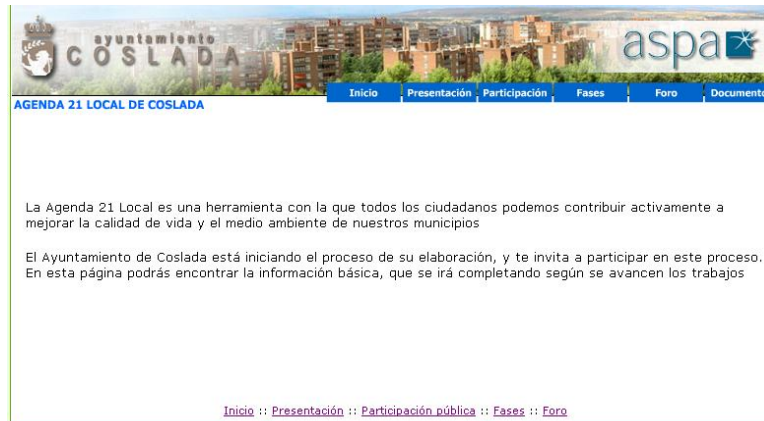 ayuntamiento
COSLADA
aspa
Inicio Presentación Participación Fases Foro Documento
AGENDA 21 LOCAL DE COSLADA
La Agenda 21 Local es una herramienta con la que todos los ciudadanos podemos contribuir activamente a
mejorar la calidad de vida y el medio ambiente de nuestros municipios
El Ayuntamiento de Coslada está iniciando el proceso de su elaboración, y te invita a participar en este proceso.
En esta página podrás encontrar la información básica, que se irá completando según se avancen los trabajos
Inicio :: Presentación :: Participación pública :: Fases :: Foro